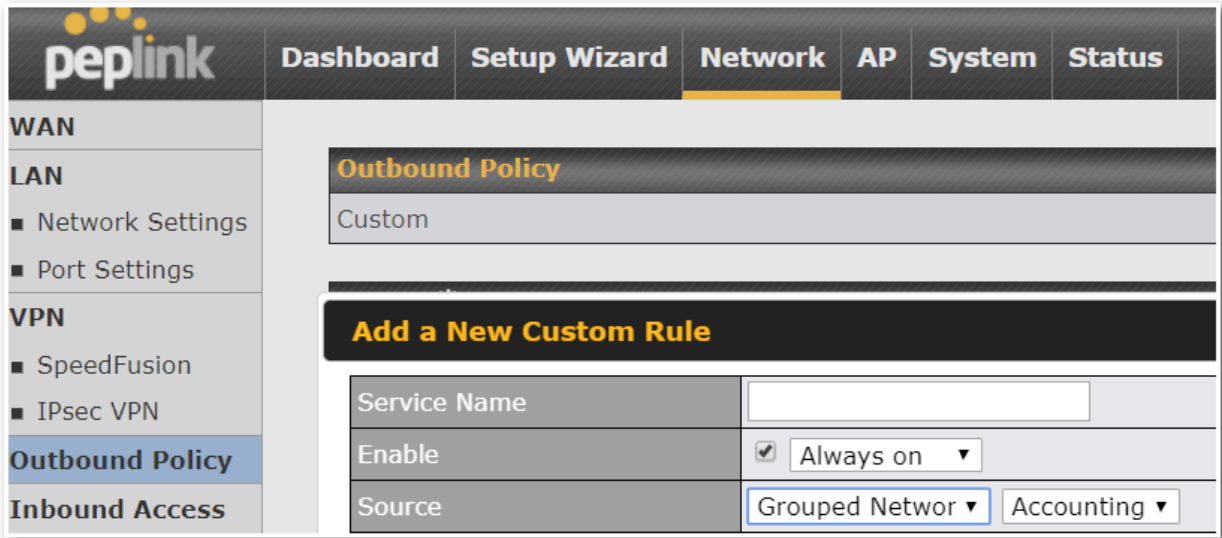 peplink Dashboard Setup Wizard Network AP System Status
WAN
LAN
Network Settings
Port Settings
VPN
SpeedFusion
IPsec VPN
Outbound Policy
Inbound Access
Outbound Policy
Custom
Add a New Custom Rule
Service Name
Enable Always on
Source Grouped Networ Accounting